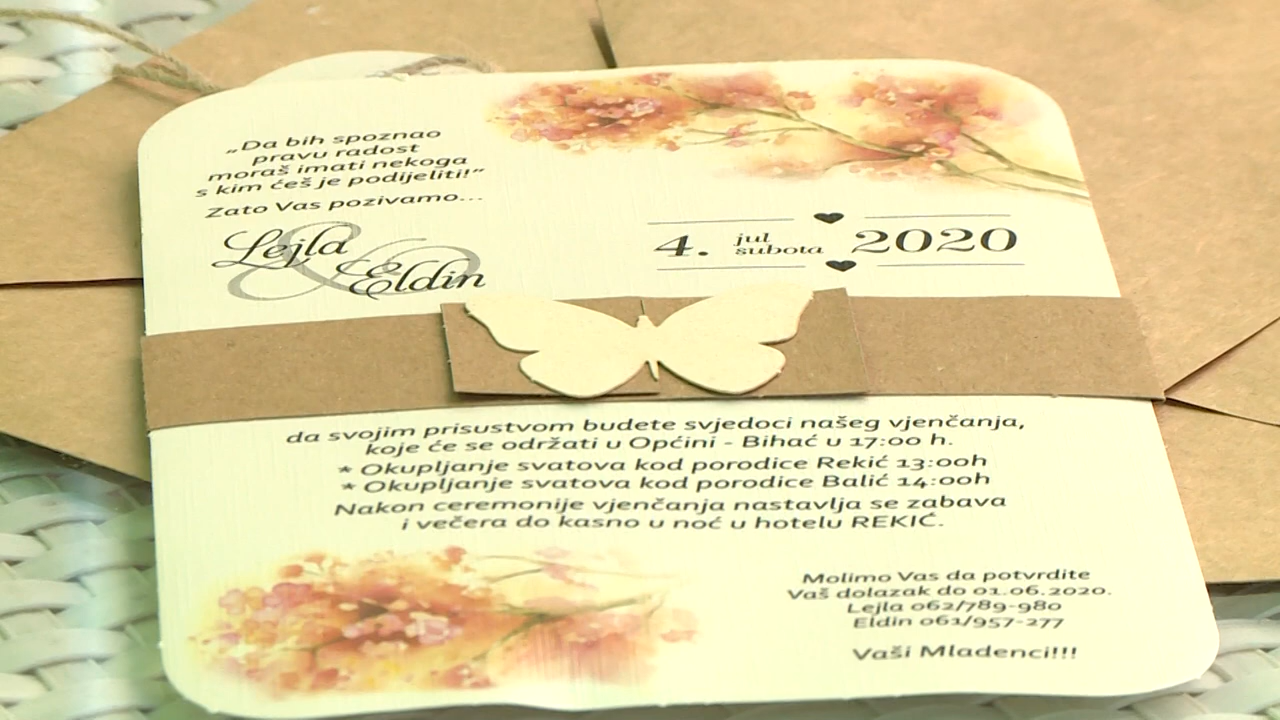 „Da bih spoznao
pravu radost
moraš imati nekoga
s kim ćeš je podijeliti!”
Zato Vas pozivamo...
Lejla
&
Eldin
4. jul subota 2020
da svojim prisustvom budete svjedoci našeg vjenčanja,
koje će se održati u Općini - Bihać u 17:00 h.
* Okupljanje svatova kod porodice Rekić 13:00h
* Okupljanje svatova kod porodice Balić 14:00h
Nakon ceremonije vjenčanja nastavlja se zabava
i večera do kasno u noć u hotelu REKIĆ.
Molimo Vas da potvrdite
Vaš dolazak do 01.06.2020.
Lejla 062/789-980
Eldin 061/957-277
Vaši Mladenci!!!